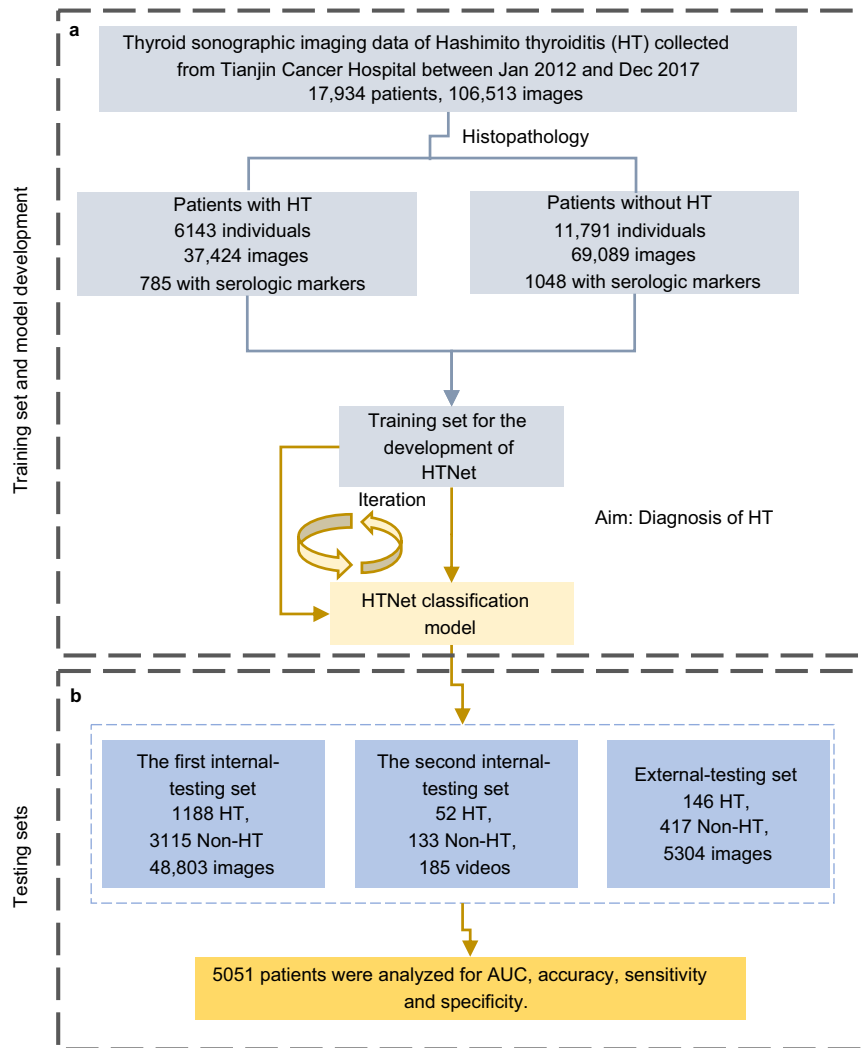 a
Thyroid sonographic imaging data of Hashimito thyroiditis (HT) collected
from Tianjin Cancer Hospital between Jan 2012 and Dec 2017
17,934 patients, 106,513 images
Histopathology
Patients with HT
6143 individuals
37,424 images
785 with serologic markers
Patients without HT
11,791 individuals
69,089 images
1048 with serologic markers
Training set and model development
Training set for the
development of
HTNet
Iteration
Aim: Diagnosis of HT
HTNet classification
model
b
Testing sets
The first internal-
testing set
1188 HT,
3115 Non-HT
48,803 images
The second internal-
testing set
52 HT,
133 Non-HT,
185 videos
External-testing set
146 HT,
417 Non-HT,
5304 images
5051 patients were analyzed for AUC, accuracy, sensitivity
and specificity.